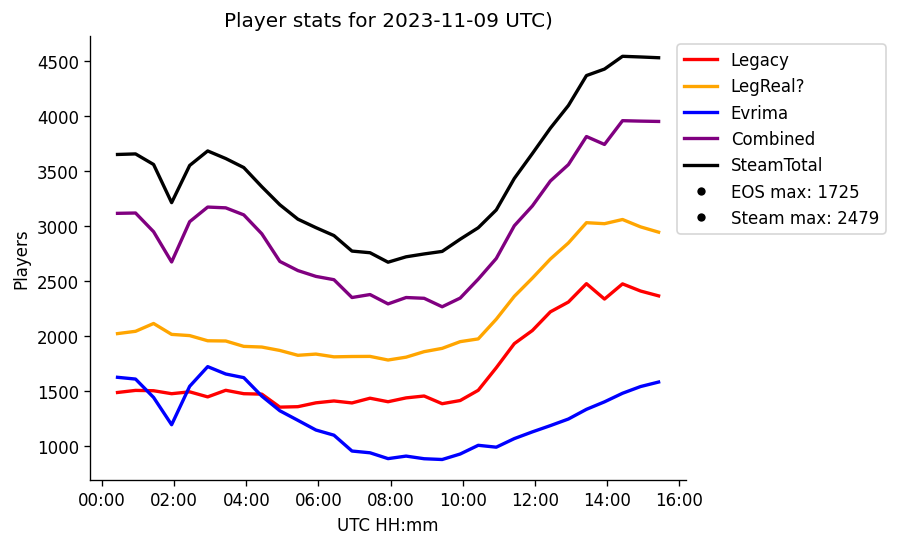 Player stats for 2023-11-09 UTC)
4500
4000
3500
3000
2500
2000
1500
1000
Players
00:00 02:00 04:00 06:00 08:00 10:00 12:00 14:00 16:00
UTC HH:mm
Legacy
LegReal?
Evrima
Combined
SteamTotal
EOS max: 1725
Steam max: 2479